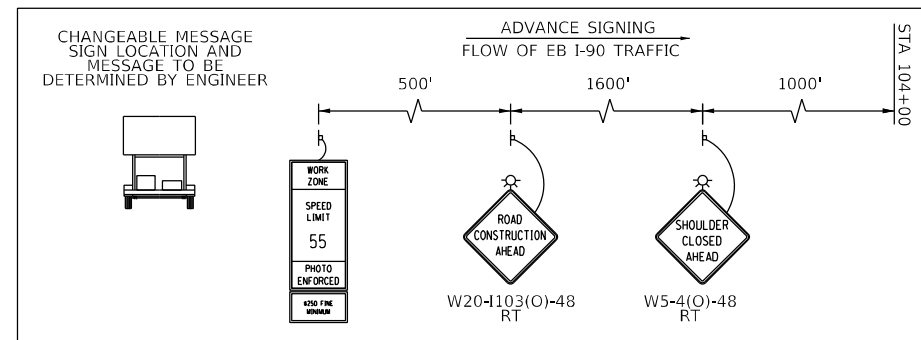 CHANGEABLE MESSAGE
SIGN LOCATION AND
MESSAGE TO BE
DETERMINED BY ENGINEER
ADVANCE SIGNING
FLOW OF EB I-90 TRAFFIC
STA 104+00
500'
1600'
1000'
WORK
ZONE
SPEED
LIMIT
55
PHOTO
ENFORCED
$250 FINE
MINIMUM
ROAD
CONSTRUCTION
AHEAD
W20-I103(O)-48
RT
SHOULDER
CLOSED
AHEAD
W5-4(O)-48
RT